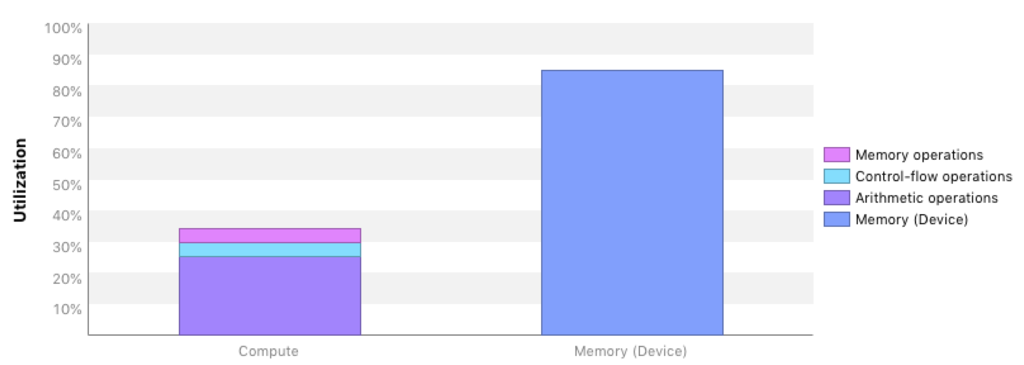 100%
90%
80%
70%
60%
50%
40%
30%
20%
10%
Utilization
Compute
Memory (Device)
Memory operations
Control-flow operations
Arithmetic operations
Memory (Device)